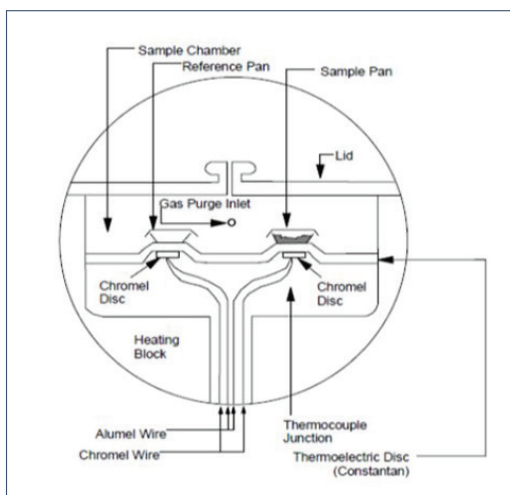 Sample Chamber
Reference Pan
Sample Pan
Lid
Gas Purge Inlet
Chromel
Disc
Chromel
Disc
Heating
Block
Alumel Wire
Chromel Wire
Thermocouple
Junction
Thermoelectric Disc
(Constantan)